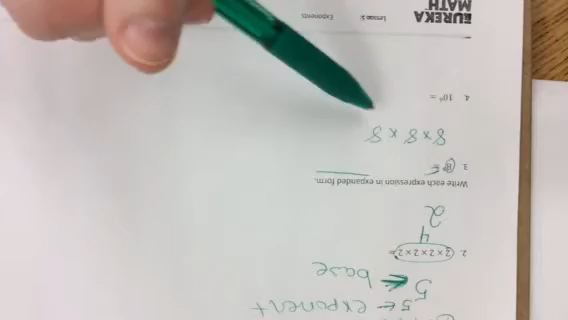 5 ← exponent
5 ← base
2. 2 × 2 × 2 × 2 =
4
2
Write each expression in expanded form.
3. 8³ =
8 × 8 × 8
4. 10⁶ =
EUREKA MATH Lesson 5: Exponents